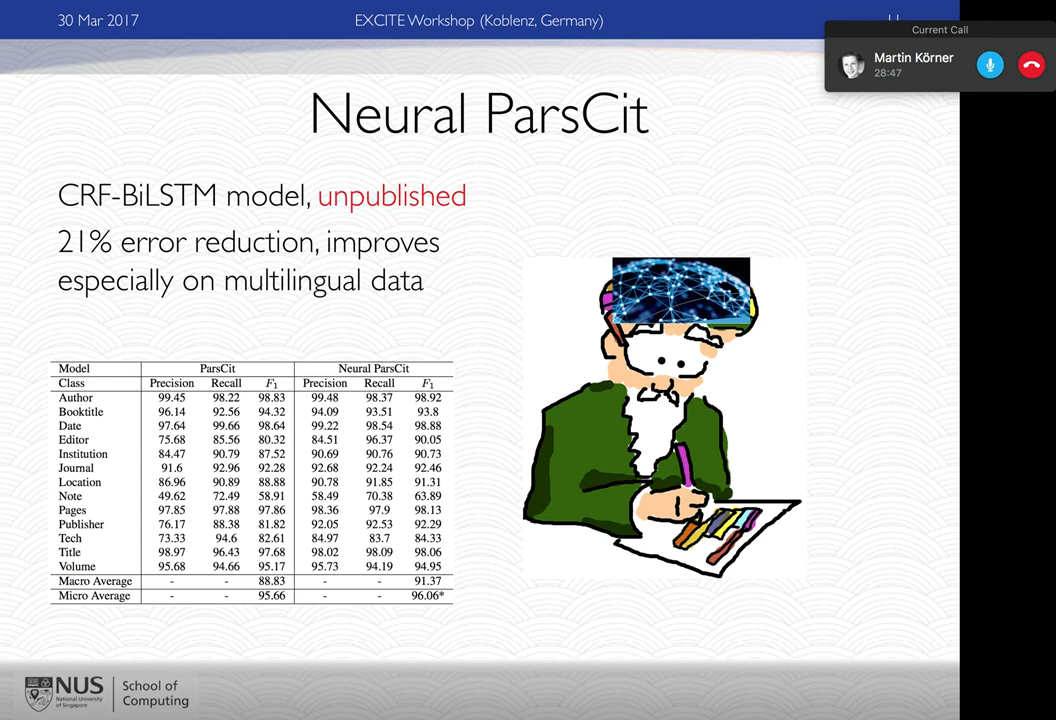 30 Mar 2017 EXCITE Workshop (Koblenz, Germany)
Current Call
Martin Körner
28:47
Neural ParsCit
CRF-BiLSTM model, unpublished
21% error reduction, improves
especially on multilingual data
Model ParsCit Neural ParsCit
Class Precision Recall F1 Precision Recall F1
Author 99.45 98.22 98.83 99.48 98.37 98.92
Booktitle 96.14 92.56 94.32 94.09 93.51 93.8
Date 97.64 99.66 98.64 99.22 98.54 98.88
Editor 75.68 85.56 80.32 84.51 96.37 90.05
Institution 84.47 90.79 87.52 90.69 90.76 90.73
Journal 91.6 92.96 92.28 92.68 92.24 92.46
Location 86.96 90.89 88.88 90.78 91.85 91.31
Note 49.62 72.49 58.91 58.49 70.38 63.89
Pages 97.85 97.88 97.86 98.36 97.9 98.13
Publisher 76.17 88.38 81.82 92.05 92.53 92.29
Tech 73.33 94.6 82.61 84.97 83.7 84.33
Title 98.97 96.43 97.68 98.02 98.09 98.06
Volume 95.68 94.66 95.17 95.73 94.19 94.95
Macro Average - - 88.83 - - 91.37
Micro Average - - 95.66 - - 96.06*
NUS
National University
of Singapore
School of
Computing